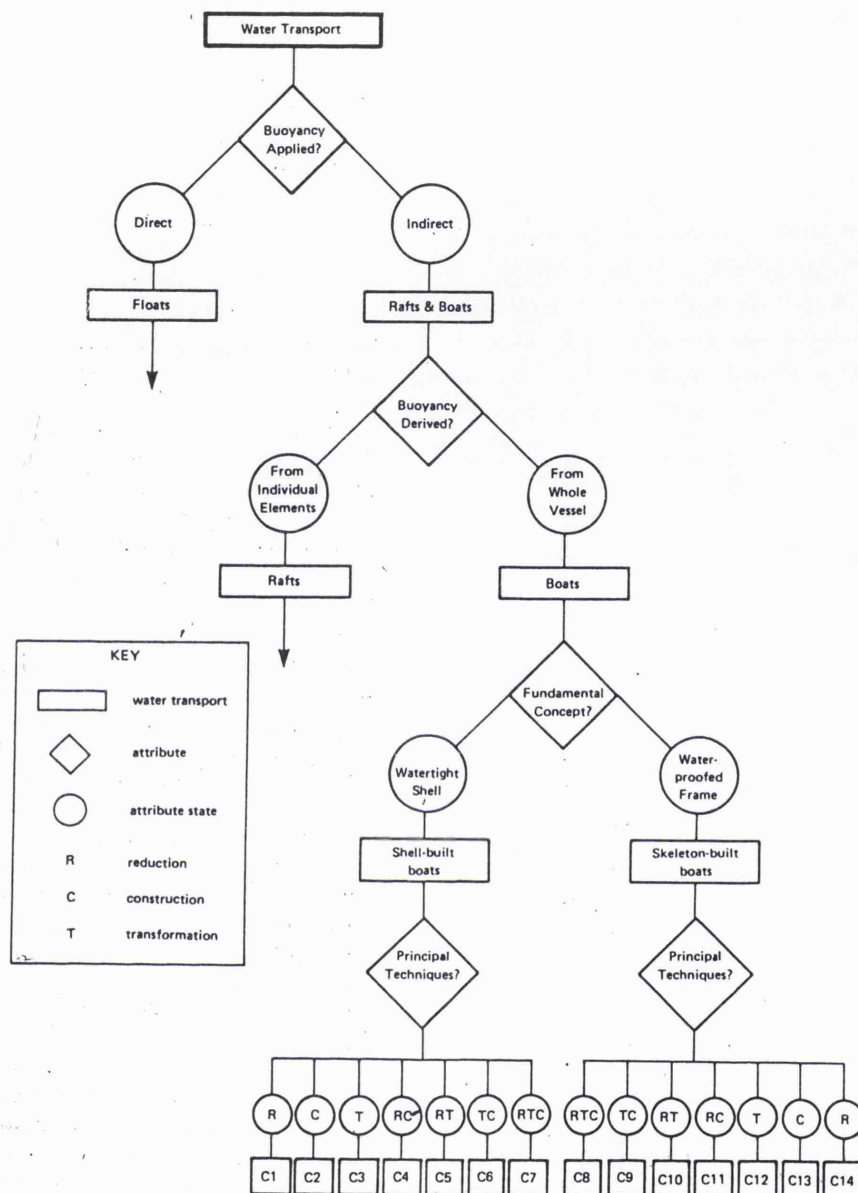 Water Transport
Buoyancy
Applied?
Direct
Indirect
Floats
Rafts & Boats
Buoyancy
Derived?
From
Individual
Elements
From
Whole
Vessel
Rafts
Boats
KEY
water transport
attribute
attribute state
R reduction
C construction
T transformation
Fundamental
Concept?
Watertight
Shell
Water-
proofed
Frame
Shell-built
boats
Skeleton-built
boats
Principal
Techniques?
Principal
Techniques?
R C T RC RT TC RTC RTC TC RT RC T C R
C1 C2 C3 C4 C5 C6 C7 C8 C9 C10 C11 C12 C13 C14